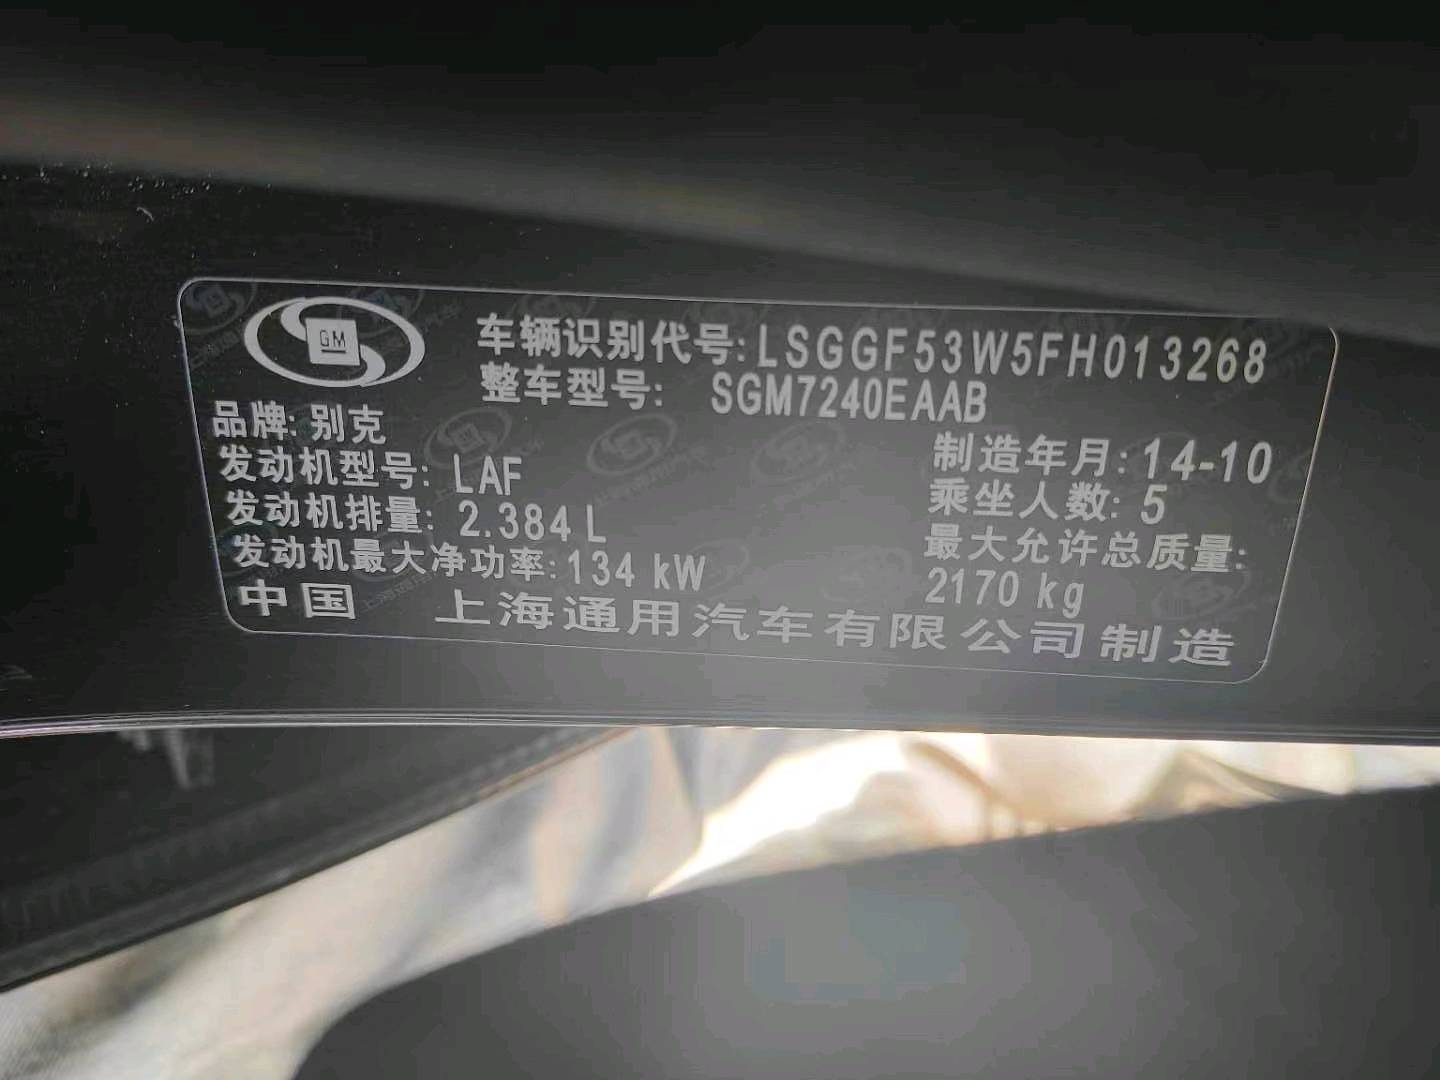 GM
车辆识别代号:LSGGF53W5FH013268
整车型号: SGM7240EAAB
品牌:别克
发动机型号: LAF
发动机排量: 2.384 L
发动机最大净功率:134 kW
制造年月:14-10
乘坐人数: 5
最大允许总质量:
2170 kg
中国 上海通用汽车有限公司制造